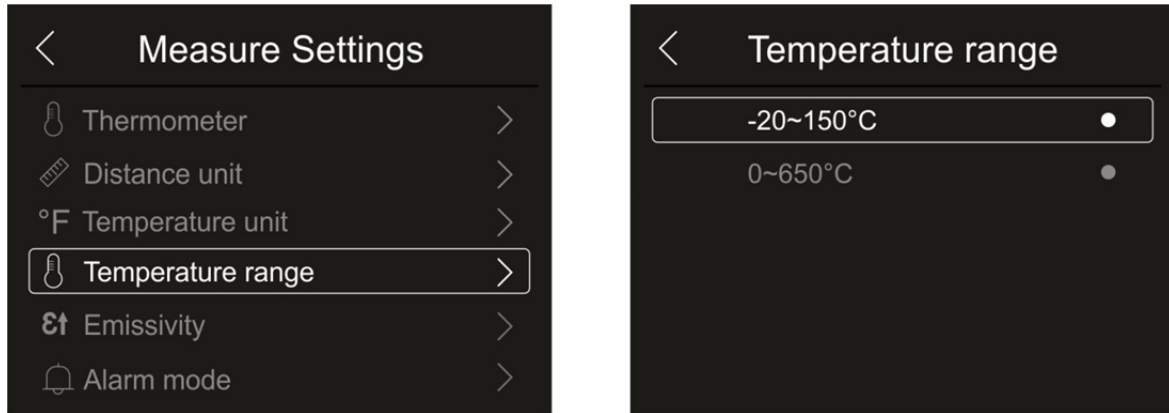 Measure Settings
Thermometer
Distance unit
°F Temperature unit
Temperature range
Ɛ Emissivity
Alarm mode
Temperature range
-20~150°C
0~650°C